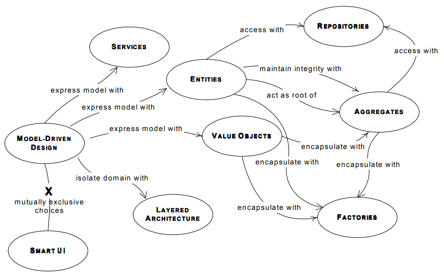 REPOSITORIES
access with
SERVICES
access with
maintain integrity with
ENTITIES
express model with
act as root of
express model with
AGGREGATES
MODEL-DRIVEN
DESIGN
express model with
VALUE OBJECTS
encapsulate with
encapsulate with
encapsulate with
isolate domain with
X
mutually exclusive
choices
LAYERED
ARCHITECTURE
encapsulate with
FACTORIES
SMART UI